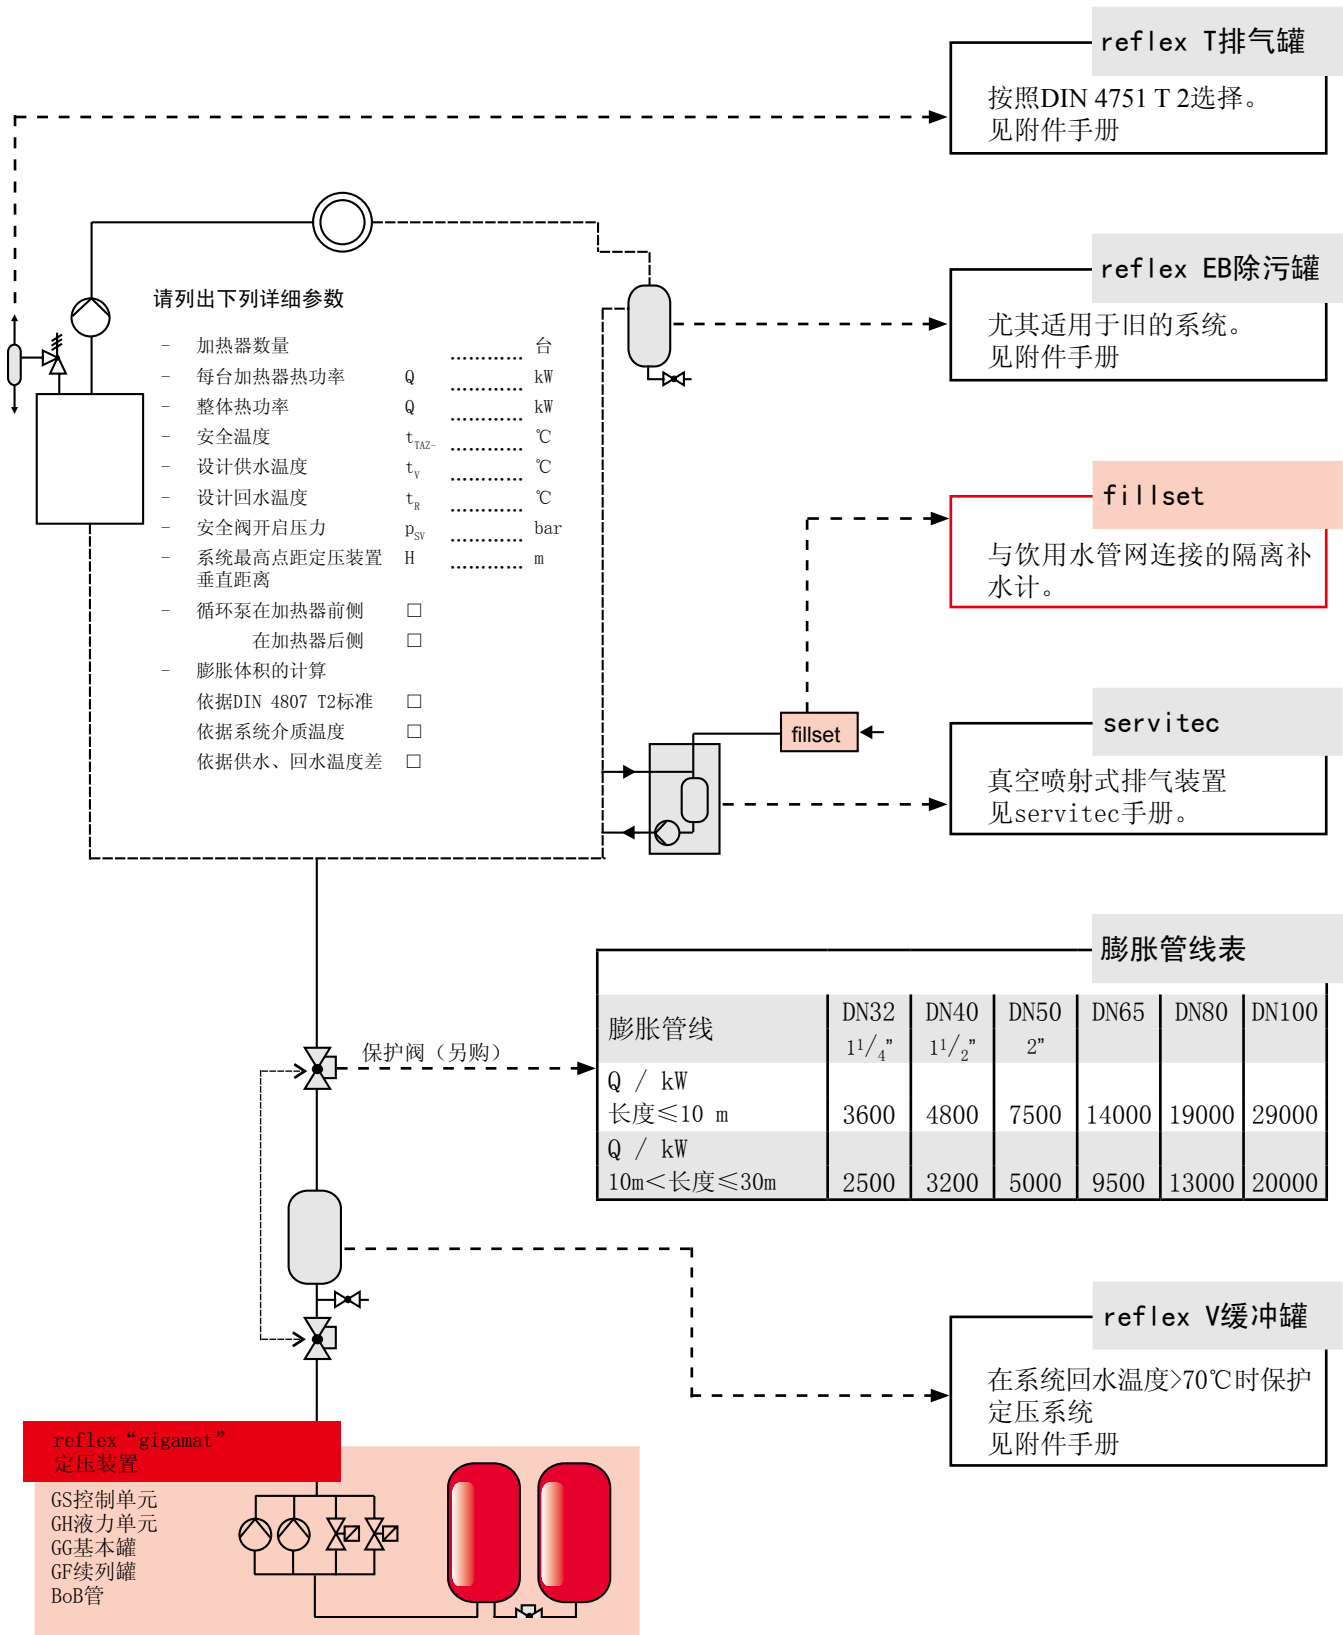 reflex T排气罐
按照DIN 4751 T 2选择。
见附件手册
reflex EB除污罐
尤其适用于旧的系统。
见附件手册
请列出下列详细参数
- 加热器数量 ............ 台
- 每台加热器热功率 Q ............ kW
- 整体热功率 Q ............ kW
- 安全温度 tTAZ- ............ ℃
- 设计供水温度 tV ............ ℃
- 设计回水温度 tR ............ ℃
- 安全阀开启压力 pSV ............ bar
- 系统最高点距定压装置 H ............ m
垂直距离
- 循环泵在加热器前侧 □
在加热器后侧 □
- 膨胀体积的计算
依据DIN 4807 T2标准 □
依据系统介质温度 □
依据供水、回水温度差 □
fillset
与饮用水管网连接的隔离补
水计。
fillset
servitec
真空喷射式排气装置
见servitec手册。
膨胀管线表
膨胀管线 DN32 DN40 DN50 DN65 DN80 DN100
1¹/₄” 1¹/₂” 2”
Q / kW
长度≤10 m 3600 4800 7500 14000 19000 29000
Q / kW
10m<长度≤30m 2500 3200 5000 9500 13000 20000
保护阀（另购）
reflex V缓冲罐
在系统回水温度>70℃时保护
定压系统
见附件手册
reflex“gigamat”
定压装置
GS控制单元
GH液力单元
GG基本罐
GF续列罐
BoB管